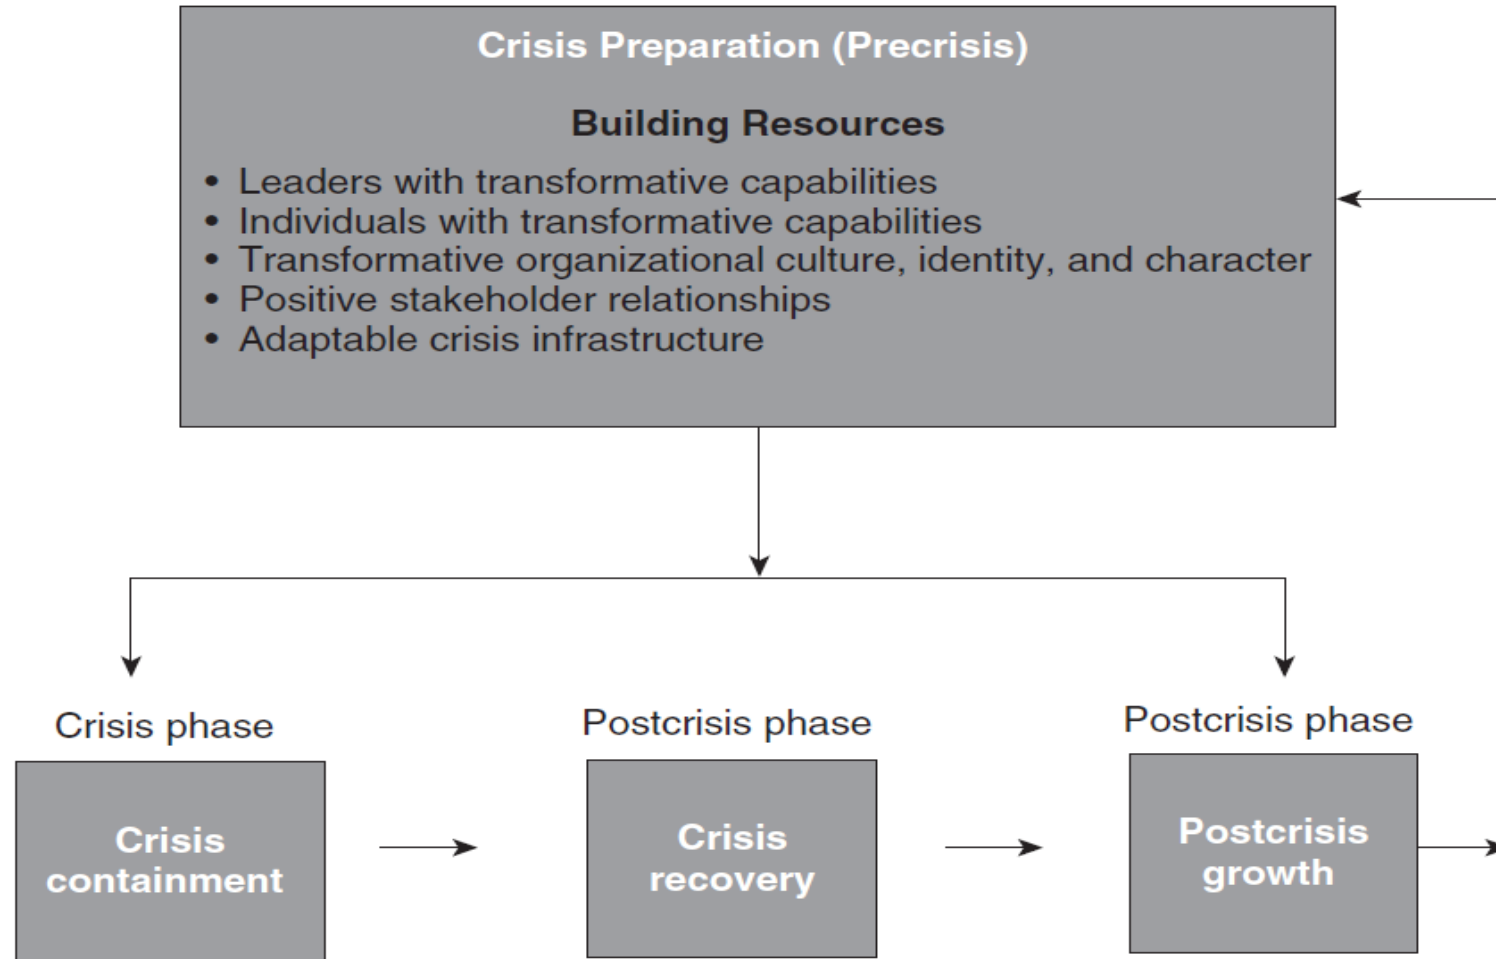 Crisis Preparation (Precrisis)
Building Resources
• Leaders with transformative capabilities
• Individuals with transformative capabilities
• Transformative organizational culture, identity, and character
• Positive stakeholder relationships
• Adaptable crisis infrastructure
Crisis phase
Crisis
containment
Postcrisis phase
Crisis
recovery
Postcrisis phase
Postcrisis
growth